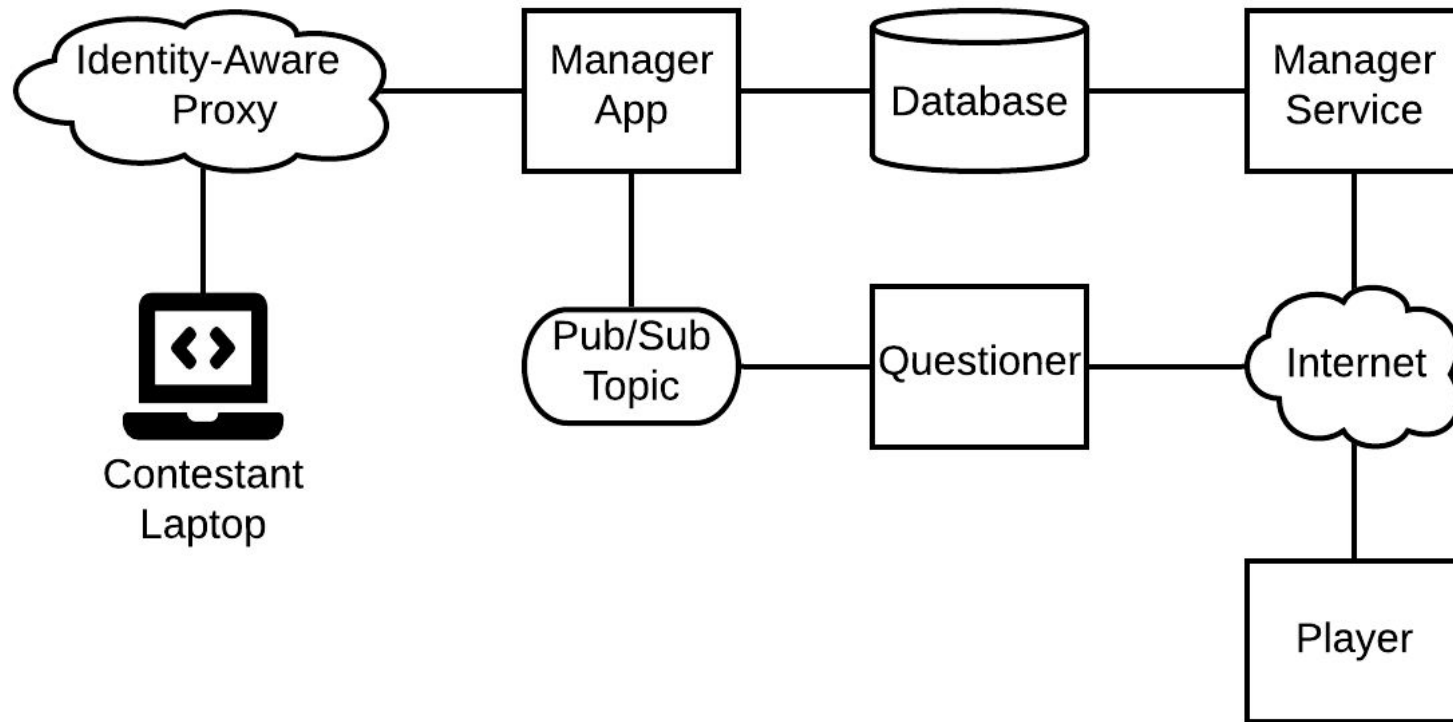 Identity-Aware
Proxy
Manager
App
Database
Manager
Service
Pub/Sub
Topic
Questioner
Internet
Contestant
Laptop
Player